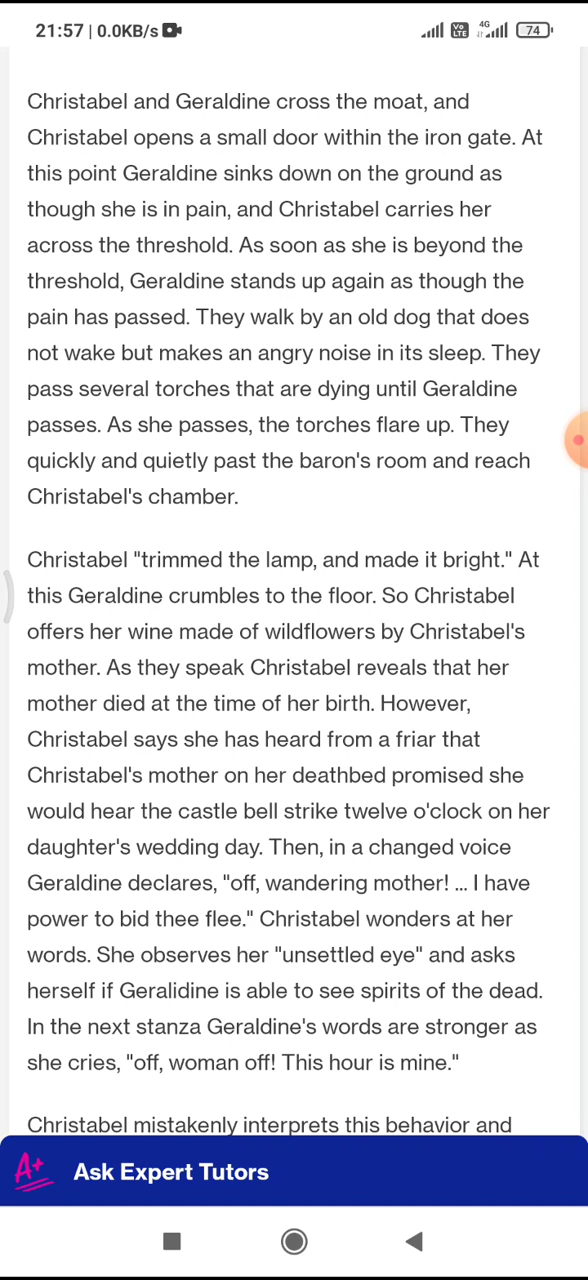 21:57 | 0.0KB/s
Vo LTE 4G 74
Christabel and Geraldine cross the moat, and
Christabel opens a small door within the iron gate. At
this point Geraldine sinks down on the ground as
though she is in pain, and Christabel carries her
across the threshold. As soon as she is beyond the
threshold, Geraldine stands up again as though the
pain has passed. They walk by an old dog that does
not wake but makes an angry noise in its sleep. They
pass several torches that are dying until Geraldine
passes. As she passes, the torches flare up. They
quickly and quietly past the baron's room and reach
Christabel's chamber.
Christabel "trimmed the lamp, and made it bright." At
this Geraldine crumbles to the floor. So Christabel
offers her wine made of wildflowers by Christabel's
mother. As they speak Christabel reveals that her
mother died at the time of her birth. However,
Christabel says she has heard from a friar that
Christabel's mother on her deathbed promised she
would hear the castle bell strike twelve o'clock on her
daughter's wedding day. Then, in a changed voice
Geraldine declares, "off, wandering mother! ... I have
power to bid thee flee." Christabel wonders at her
words. She observes her "unsettled eye" and asks
herself if Geralidine is able to see spirits of the dead.
In the next stanza Geraldine's words are stronger as
she cries, "off, woman off! This hour is mine."
Christabel mistakenly interprets this behavior and
A+ Ask Expert Tutors